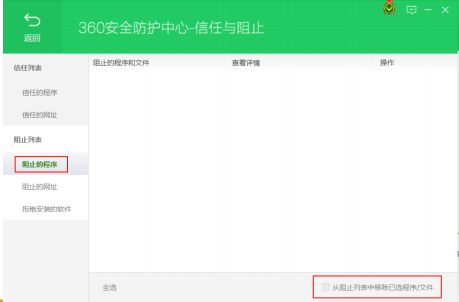 返回
360安全防护中心-信任与阻止
信任列表
信任的程序
信任的网址
阻止列表
阻止的程序
阻止的网址
拒绝安装的软件
阻止的程序和文件 查看详情 操作
全选 从阻止列表中移除已选程序/文件